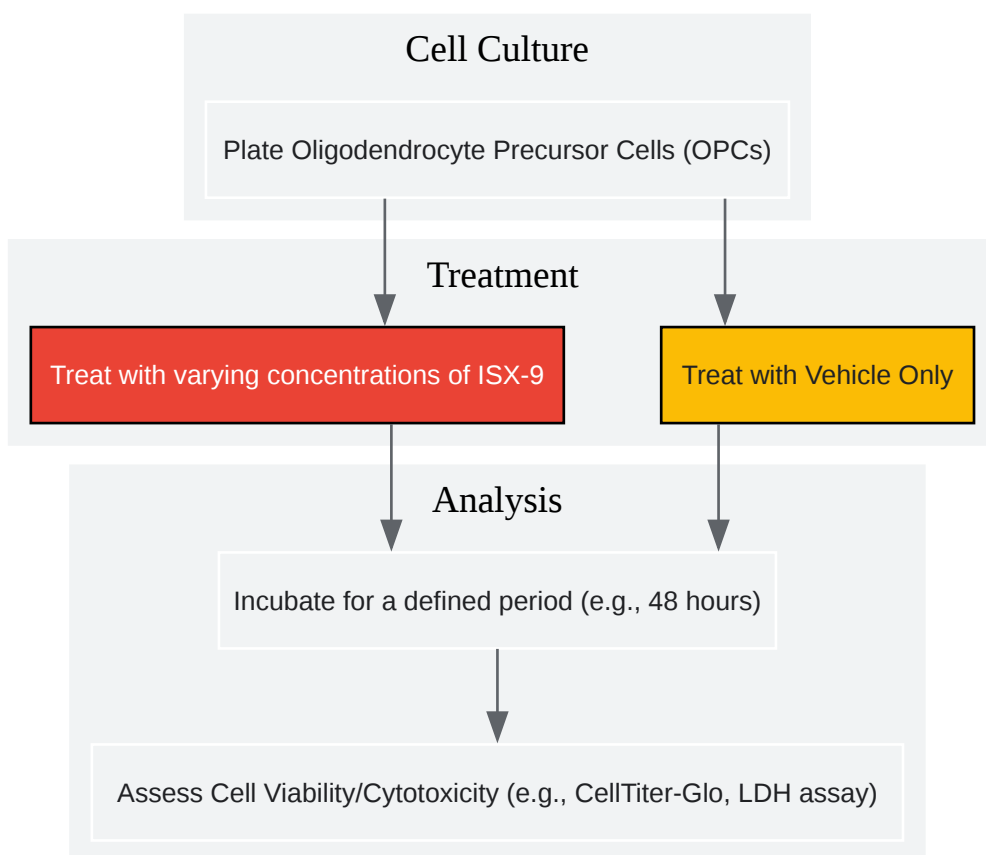 Cell Culture
Plate Oligodendrocyte Precursor Cells (OPCs)
Treatment
Treat with varying concentrations of ISX-9
Treat with Vehicle Only
Analysis
Incubate for a defined period (e.g., 48 hours)
Assess Cell Viability/Cytotoxicity (e.g., CellTiter-Glo, LDH assay)